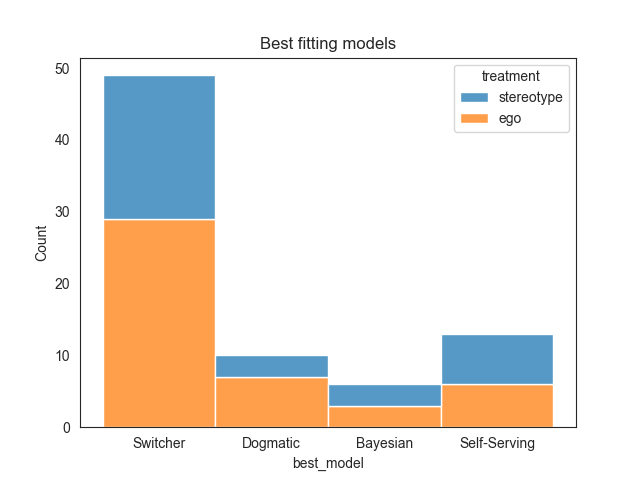 Best fitting models
treatment
stereotype
ego
50
40
30
20
10
0
Count
Switcher
Dogmatic
Bayesian
Self-Serving
best_model